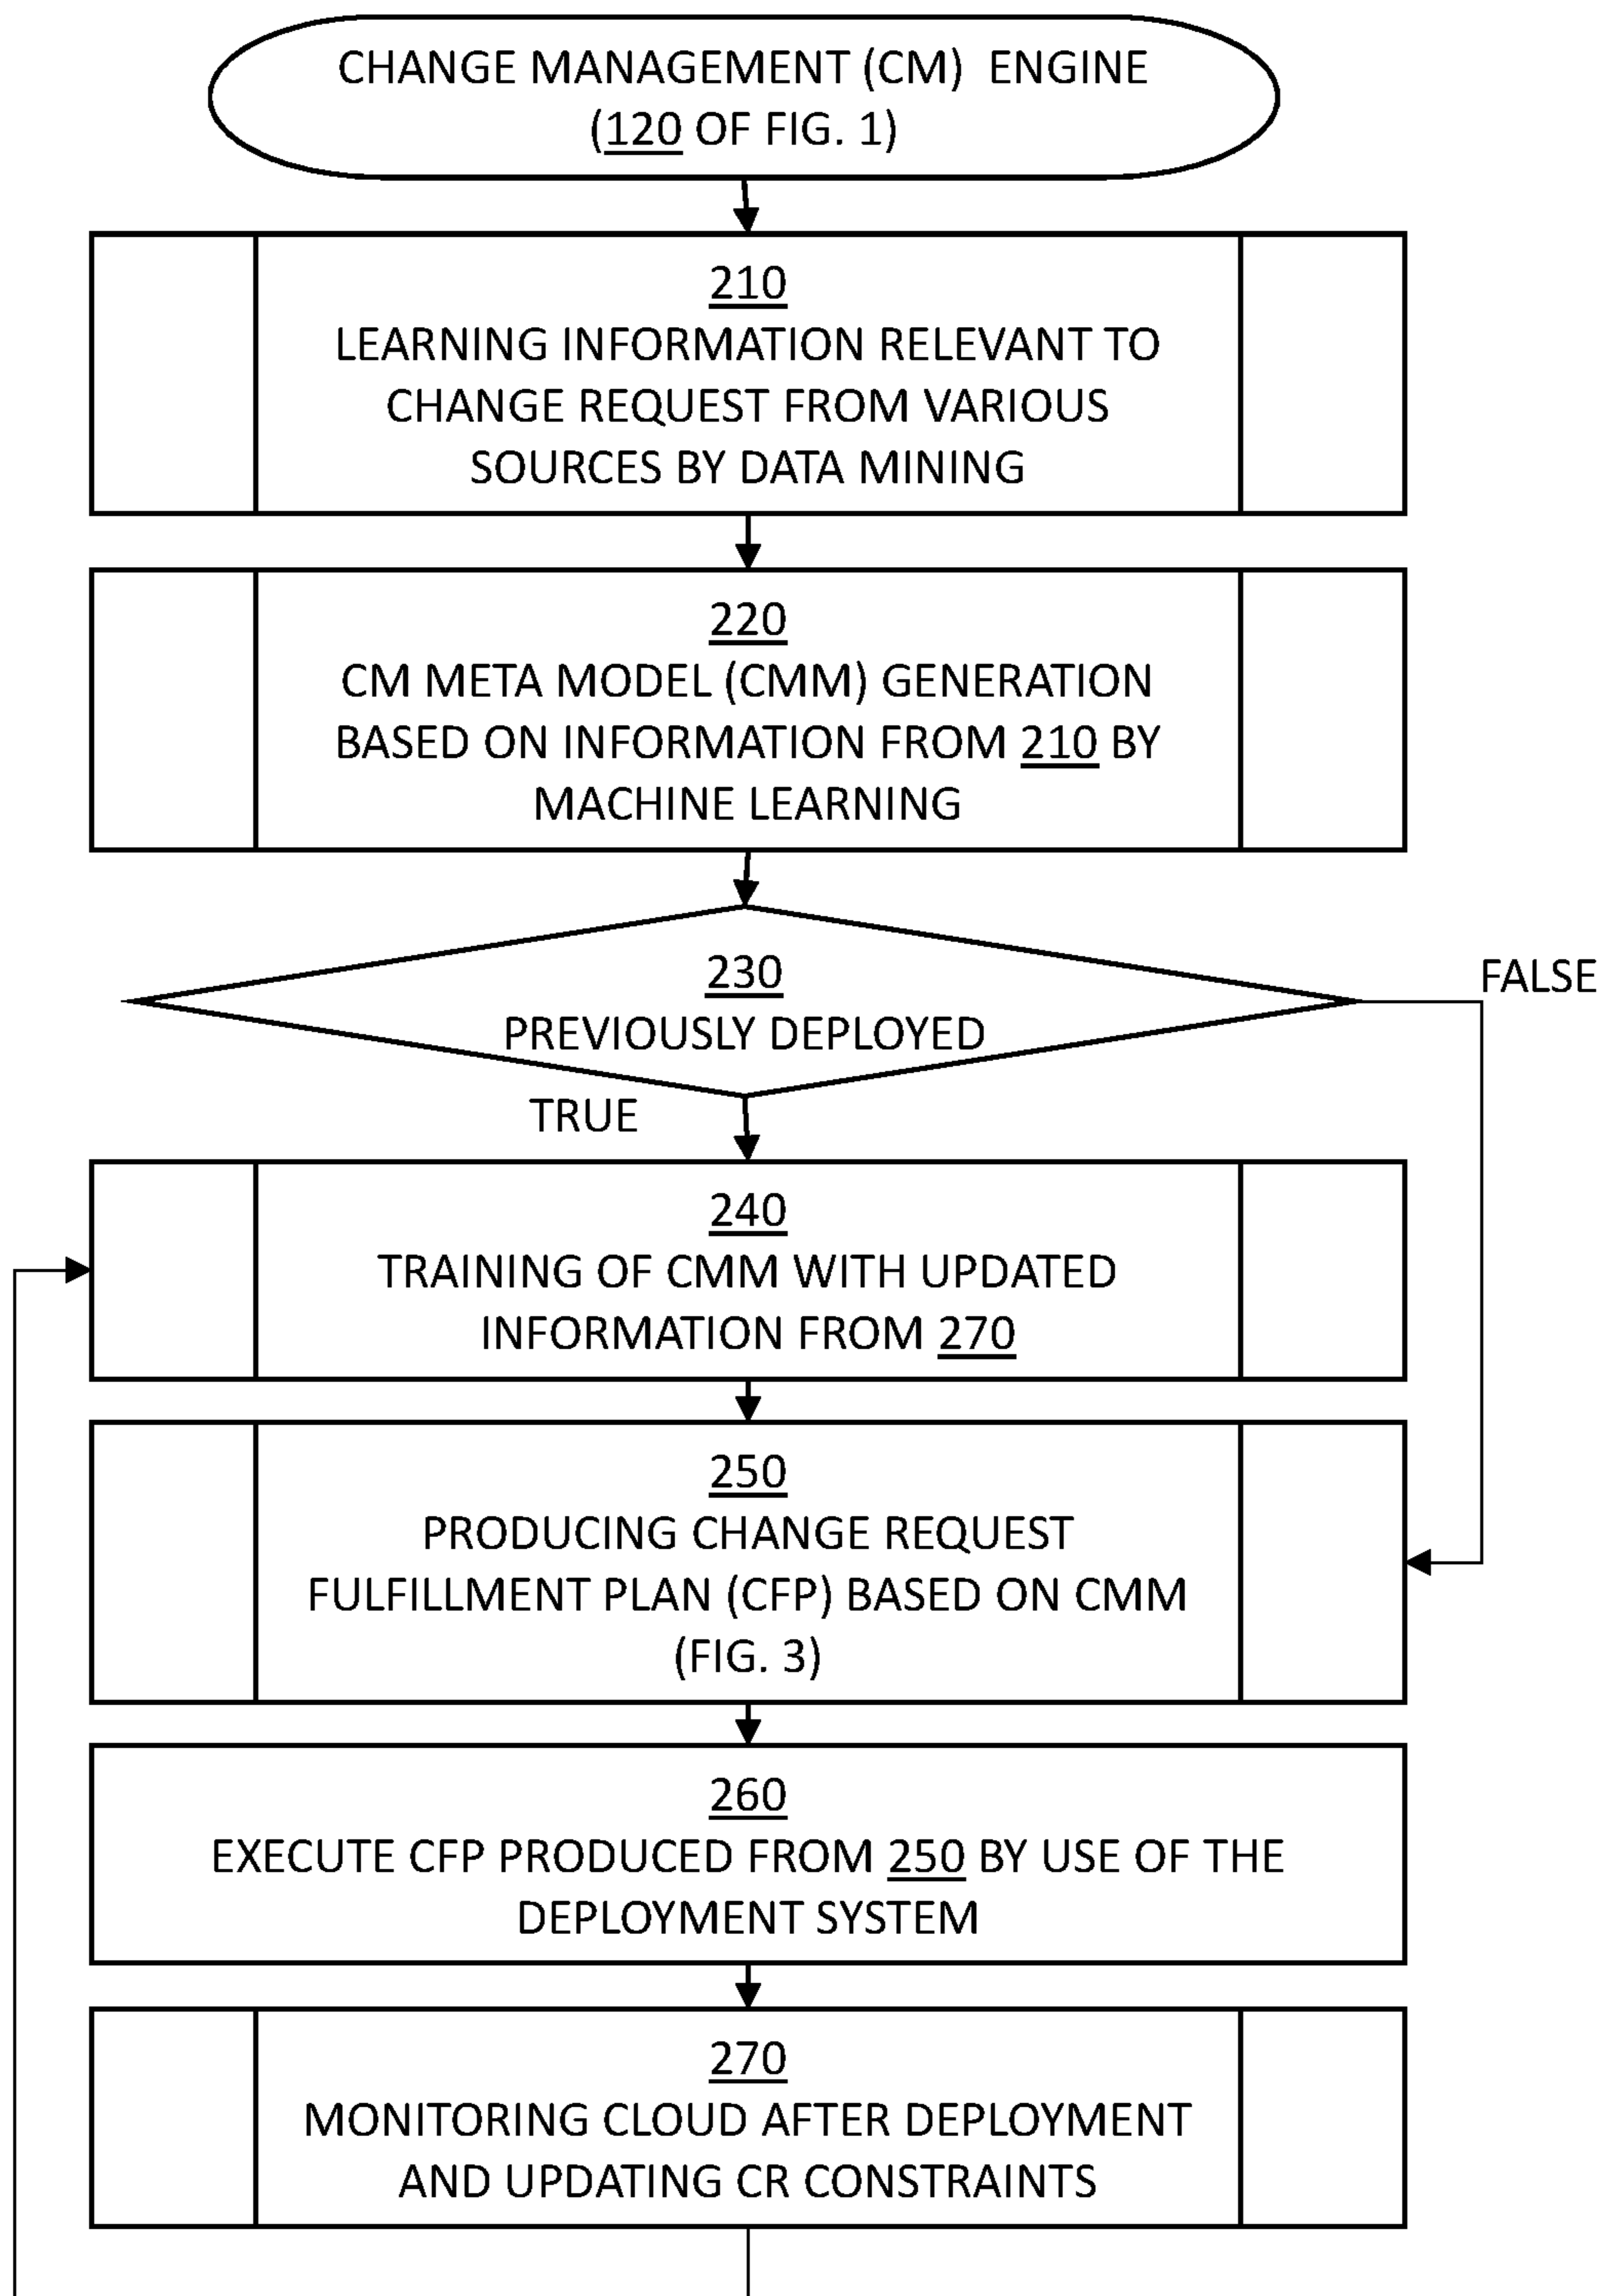 CHANGE MANAGEMENT (CM) ENGINE
(120 OF FIG. 1)
210
LEARNING INFORMATION RELEVANT TO
CHANGE REQUEST FROM VARIOUS
SOURCES BY DATA MINING
220
CM META MODEL (CMM) GENERATION
BASED ON INFORMATION FROM 210 BY
MACHINE LEARNING
230
PREVIOUSLY DEPLOYED
FALSE
TRUE
240
TRAINING OF CMM WITH UPDATED
INFORMATION FROM 270
250
PRODUCING CHANGE REQUEST
FULFILLMENT PLAN (CFP) BASED ON CMM
(FIG. 3)
260
EXECUTE CFP PRODUCED FROM 250 BY USE OF THE
DEPLOYMENT SYSTEM
270
MONITORING CLOUD AFTER DEPLOYMENT
AND UPDATING CR CONSTRAINTS